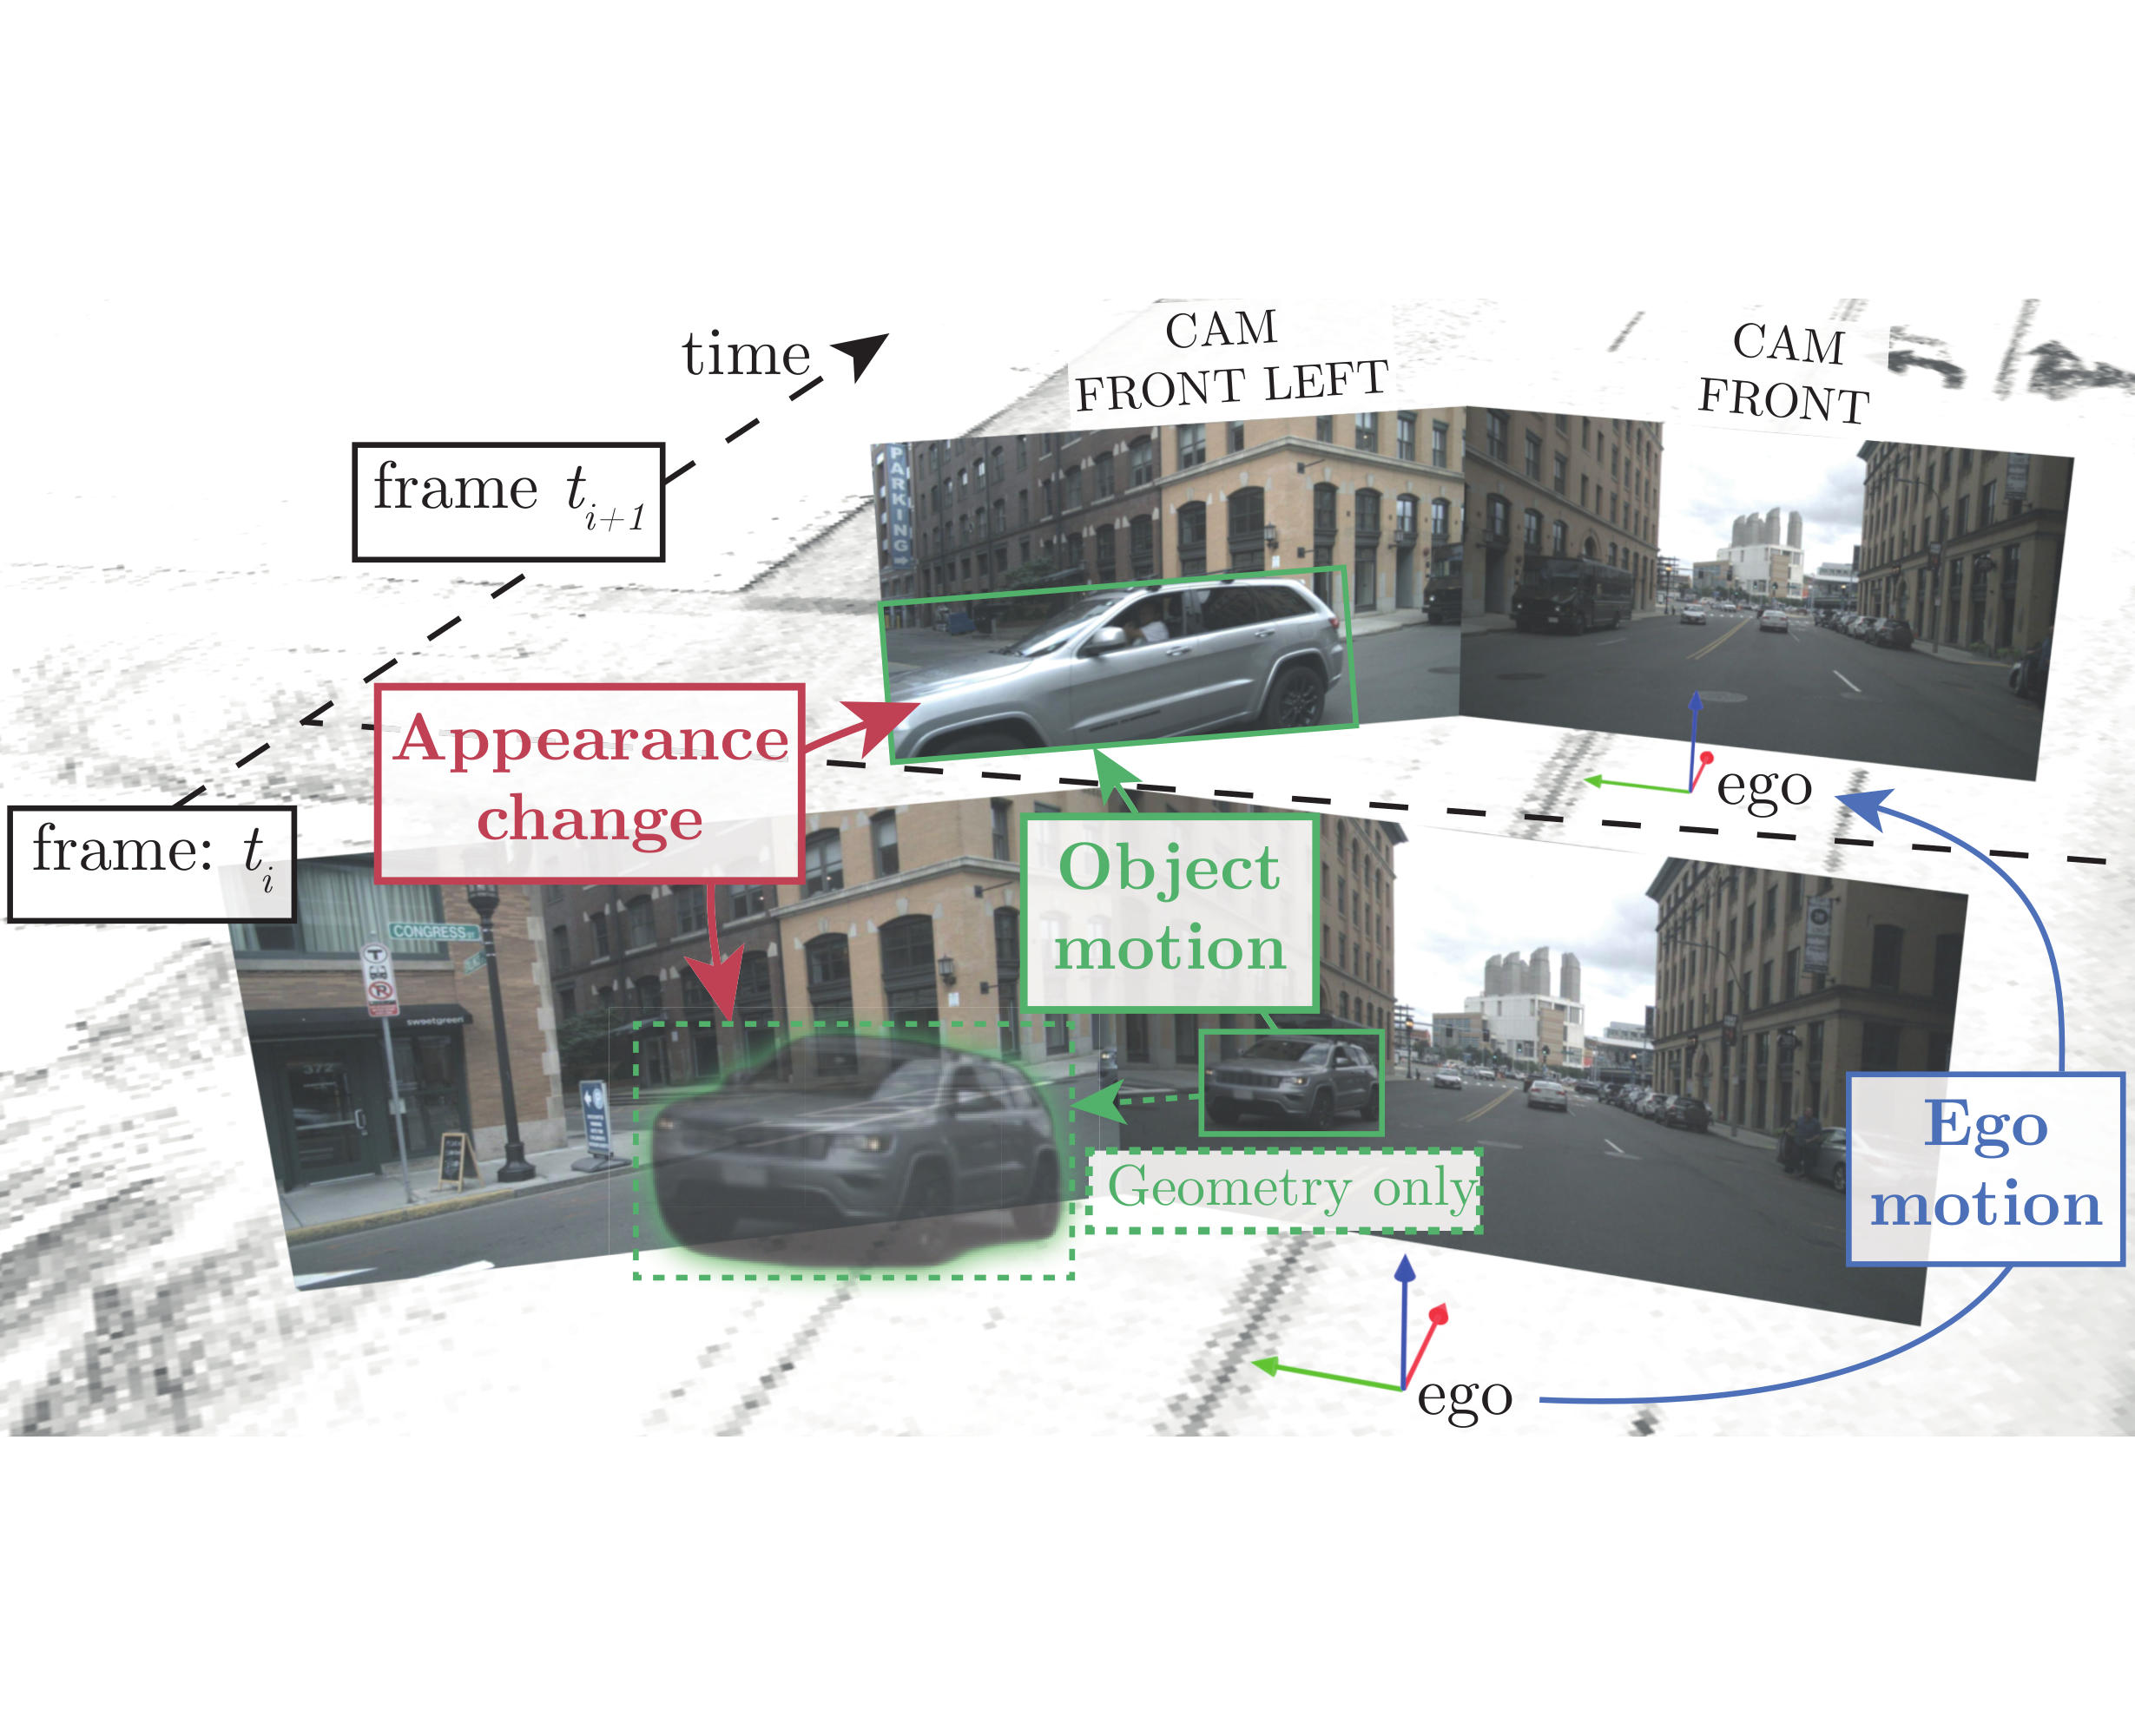 time
CAM
FRONT LEFT
CAM
FRONT
frame t_{i+1}
PARKING
Appearance
change
ego
frame: t_i
Object
motion
CONGRESS ST
sweetgreen
372
Geometry only
Ego
motion
ego